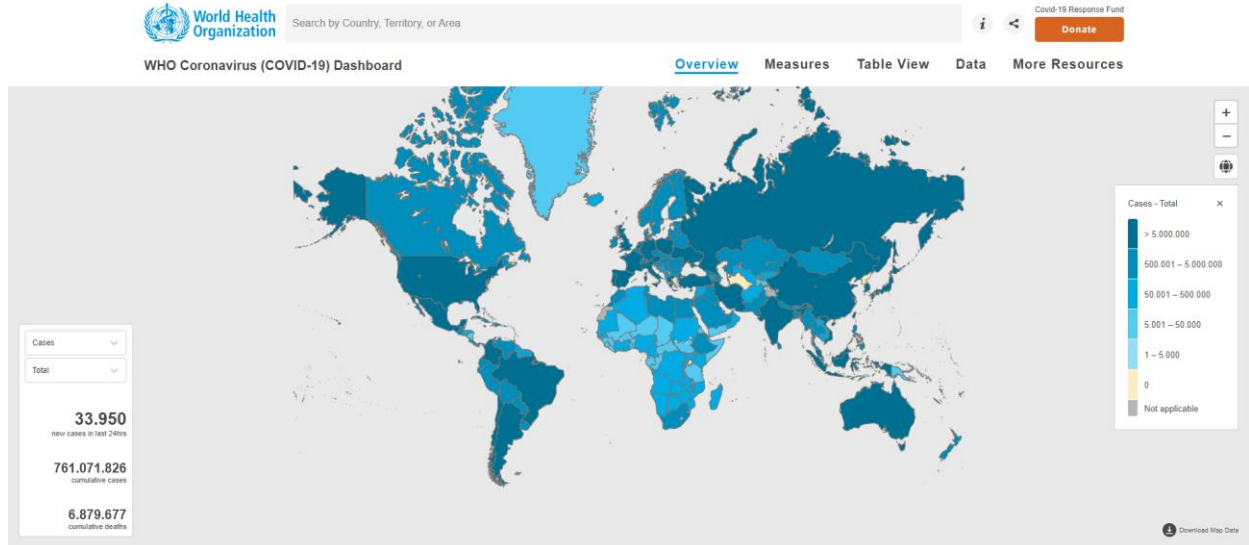 World Health
Organization
Search by Country, Territory, or Area
i
Covid-19 Response Fund
Donate
WHO Coronavirus (COVID-19) Dashboard
Overview
Measures
Table View
Data
More Resources
+
−
Cases - Total
×
> 5.000.000
500.001 – 5.000.000
50.001 – 500.000
5.001 – 50.000
1 – 5.000
0
Not applicable
Cases
Total
33.950
new cases in last 24hrs
761.071.826
cumulative cases
6.879.677
cumulative deaths
Download Map Data